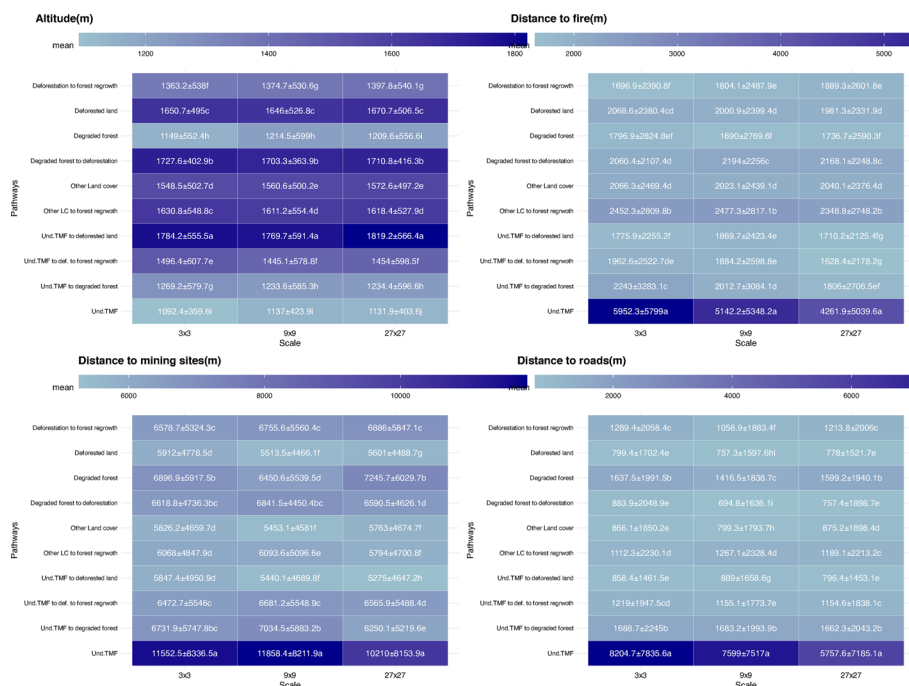 Altitude(m)
mean
1200 1400 1600 1800
Pathways
Deforestation to forest regrowth 1363.2±538f 1374.7±530.6g 1397.8±540.1g
Deforested land 1650.7±495c 1646±526.8c 1670.7±506.5c
Degraded forest 1149±552.4h 1214.5±599h 1209.6±556.6i
Degraded forest to deforestation 1727.6±402.9b 1703.3±363.9b 1710.8±416.3b
Other Land cover 1548.5±502.7d 1560.6±500.2e 1572.6±497.2e
Other LC to forest regrwoth 1630.8±548.8c 1611.2±554.4d 1618.4±527.9d
Und.TMF to deforested land 1784.2±555.5a 1769.7±591.4a 1819.2±566.4a
Und.TMF to def. to forest regrwoth 1496.4±607.7e 1445.1±578.8f 1454±598.5f
Und.TMF to degraded forest 1269.2±579.7g 1233.6±585.3h 1234.4±596.6h
Und.TMF 1092.4±359.6i 1137±423.9i 1131.9±403.6j
3x3 9x9 27x27
Scale
Distance to fire(m)
mean
2000 3000 4000 5000
Pathways
Deforestation to forest regrowth 1696.9±2390.8f 1804.1±2487.9e 1889.3±2601.8e
Deforested land 2068.6±2380.4cd 2000.9±2399.4d 1981.3±2331.9d
Degraded forest 1796.9±2824.8ef 1690±2769.6f 1736.7±2590.3f
Degraded forest to deforestation 2060.4±2107.4d 2194±2256c 2168.1±2248.8c
Other Land cover 2066.3±2469.4d 2023.1±2439.1d 2040.1±2376.4d
Other LC to forest regrwoth 2452.3±2809.8b 2477.3±2817.1b 2348.8±2748.2b
Und.TMF to deforested land 1775.9±2255.2f 1869.7±2423.4e 1710.2±2125.4fg
Und.TMF to def. to forest regrwoth 1962.6±2522.7de 1884.2±2598.8e 1628.4±2178.2g
Und.TMF to degraded forest 2243±3283.1c 2012.7±3084.1d 1806±2706.5ef
Und.TMF 5952.3±5799a 5142.2±5348.2a 4261.9±5039.6a
3x3 9x9 27x27
Scale
Distance to mining sites(m)
mean
6000 8000 10000
Pathways
Deforestation to forest regrowth 6578.7±5324.3c 6755.6±5560.4c 6886±5847.1c
Deforested land 5912±4778.5d 5513.5±4466.1f 5601±4488.7g
Degraded forest 6896.9±5917.5b 6450.6±5539.5d 7245.7±6029.7b
Degraded forest to deforestation 6618.8±4736.3bc 6841.5±4450.4bc 6590.5±4626.1d
Other Land cover 5826.2±4659.7d 5453.1±4581f 5763±4674.7f
Other LC to forest regrwoth 6068±4847.9d 6093.6±5096.6e 5794±4700.8f
Und.TMF to deforested land 5847.4±4950.9d 5440.1±4689.8f 5275±4647.2h
Und.TMF to def. to forest regrwoth 6472.7±5546c 6681.2±5548.9c 6565.9±5488.4d
Und.TMF to degraded forest 6731.9±5747.8bc 7034.5±5883.2b 6250.1±5219.6e
Und.TMF 11552.5±8336.5a 11858.4±8211.9a 10210±8153.9a
3x3 9x9 27x27
Scale
Distance to roads(m)
mean
2000 4000 6000
Pathways
Deforestation to forest regrowth 1289.4±2058.4c 1058.9±1883.4f 1213.8±2006c
Deforested land 799.4±1702.4e 757.3±1597.6hi 778±1521.7e
Degraded forest 1637.5±1991.5b 1416.5±1838.7c 1599.2±1940.1b
Degraded forest to deforestation 883.9±2048.9e 694.8±1636.1i 757.4±1898.7e
Other Land cover 866.1±1850.2e 799.3±1793.7h 875.2±1898.4d
Other LC to forest regrwoth 1112.3±2230.1d 1267.1±2328.4d 1189.1±2213.2c
Und.TMF to deforested land 858.4±1461.5e 889±1658.6g 796.4±1453.1e
Und.TMF to def. to forest regrwoth 1219±1947.5cd 1155.1±1773.7e 1154.6±1838.1c
Und.TMF to degraded forest 1688.7±2245b 1683.2±1993.9b 1662.3±2043.2b
Und.TMF 8204.7±7835.6a 7599±7517a 5757.6±7185.1a
3x3 9x9 27x27
Scale